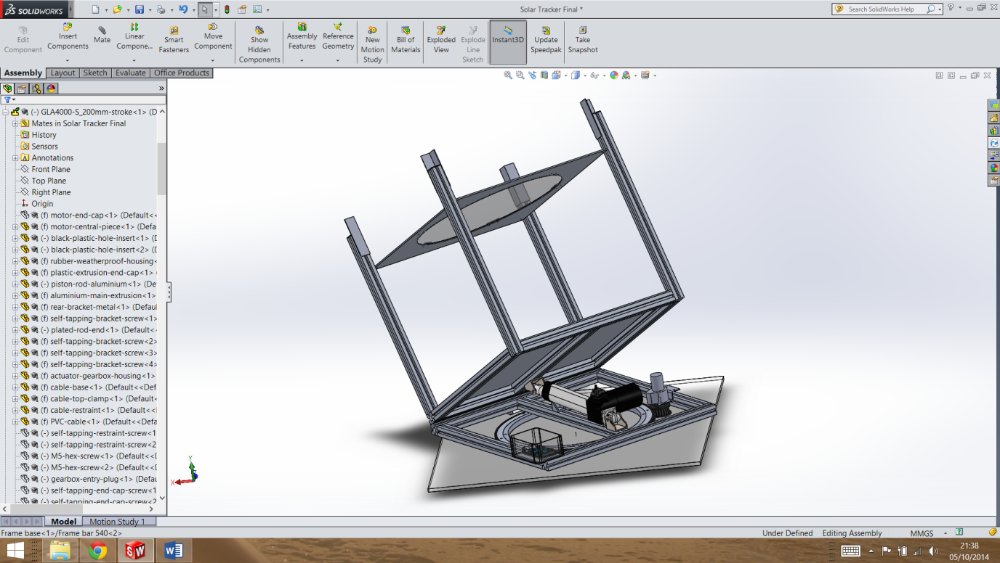 SOLIDWORKS
Solar Tracker Final *
Search SolidWorks Help
Edit Component
Insert Components
Mate
Linear Compone...
Smart Fasteners
Move Component
Show Hidden Components
Assembly Features
Reference Geometry
New Motion Study
Bill of Materials
Exploded View
Explode Line Sketch
Instant3D
Update Speedpak
Take Snapshot
Assembly
Layout
Sketch
Evaluate
Office Products
(-) GLA4000-S_200mm-stroke<1> (D
Mates in Solar Tracker Final
History
Sensors
Annotations
Front Plane
Top Plane
Right Plane
Origin
(f) motor-end-cap<1> (Default<<
(f) motor-central-piece<1> (Defa
(-) black-plastic-hole-insert<1> (D
(-) black-plastic-hole-insert<2> (D
(f) rubber-weatherproof-housing<
(f) plastic-extrusion-end-cap<1>
(-) piston-rod-aluminium<1> (De
(f) aluminium-main-extrusion<1>
(f) rear-bracket-metal<1> (Defaul
(f) self-tapping-bracket-screw<1>
(-) plated-rod-end<1> (Default<<
(f) self-tapping-bracket-screw<2>
(f) self-tapping-bracket-screw<3>
(f) self-tapping-bracket-screw<4>
(f) actuator-gearbox-housing<1>
(f) cable-base<1> (Default<<Def
(f) cable-top-clamp<1> (Default<
(f) cable-restraint<1> (Default<<
(f) PVC-cable<1> (Default<<Defa
(-) self-tapping-restraint-screw<1
(-) self-tapping-restraint-screw<2
(-) M5-hex-screw<1> (Default<<D
(-) M5-hex-screw<2> (Default<<D
(-) gearbox-entry-plug<1> (Defau
(-) self-tapping-end-cap-screw<1
(-) self-tapping-end-cap-screw<2
Y
X
Model
Motion Study 1
Frame base<1>/Frame bar 540<2>
Under Defined
Editing Assembly
MMGS
21:38
05/10/2014